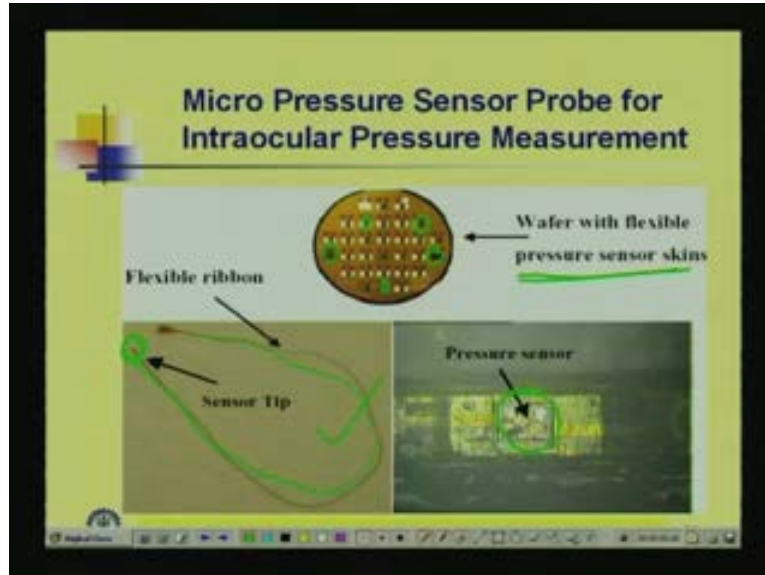 Micro Pressure Sensor Probe for
Intraocular Pressure Measurement
Wafer with flexible
pressure sensor skins
Flexible ribbon
Pressure sensor
Sensor Tip